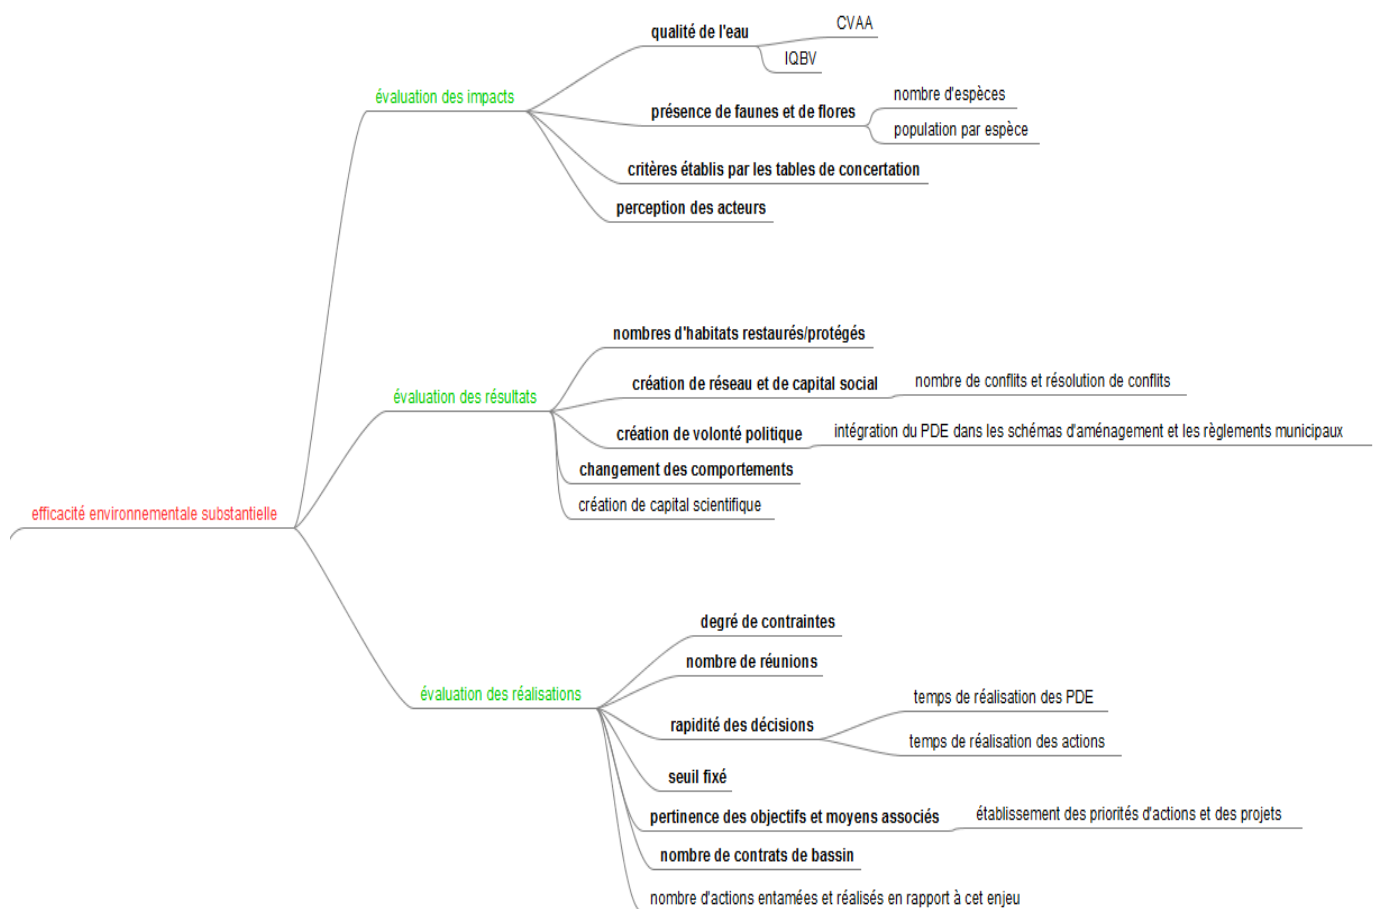 qualité de l'eau
CVAA
IQBV
évaluation des impacts
présence de faunes et de flores
nombre d'espèces
population par espèce
critères établis par les tables de concertation
perception des acteurs
nombres d'habitats restaurés/protégés
évaluation des résultats
création de réseau et de capital social
nombre de conflits et résolution de conflits
création de volonté politique
intégration du PDE dans les schémas d'aménagement et les règlements municipaux
changement des comportements
création de capital scientifique
efficacité environnementale substantielle
degré de contraintes
nombre de réunions
évaluation des réalisations
rapidité des décisions
temps de réalisation des PDE
temps de réalisation des actions
seuil fixé
pertinence des objectifs et moyens associés
établissement des priorités d'actions et des projets
nombre de contrats de bassin
nombre d'actions entamées et réalisés en rapport à cet enjeu